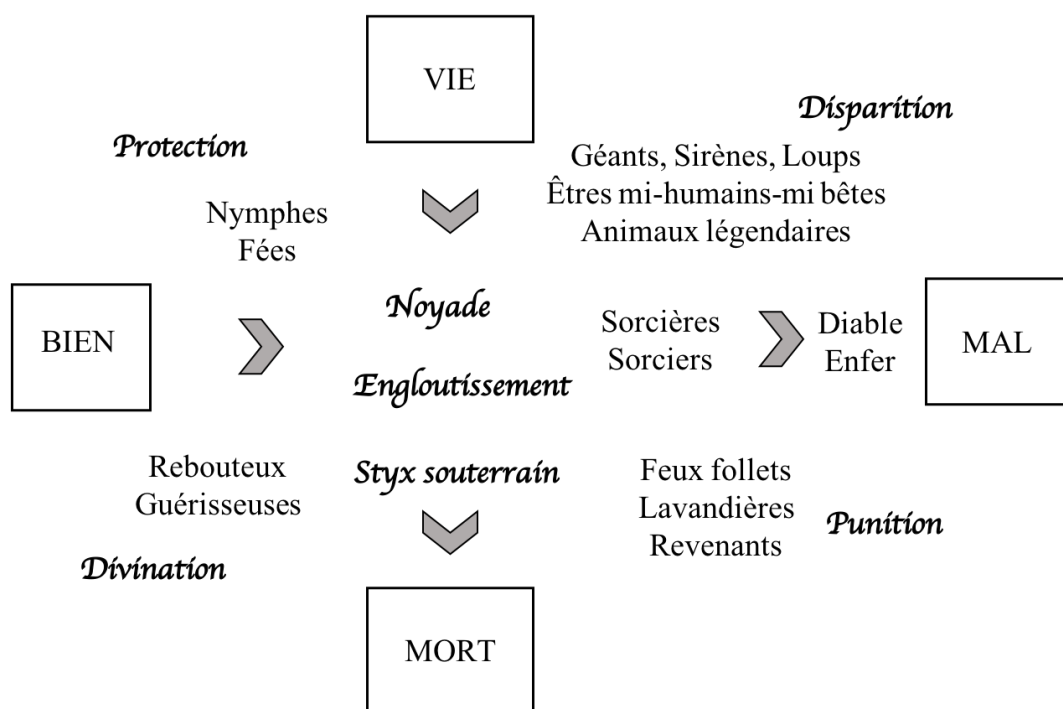 VIE
Disparition
Protection
Géants, Sirènes, Loups
Êtres mi-humains-mi bêtes
Animaux légendaires
Nymphes
Fées
Noyade
BIEN
Sorcières
Sorciers
Diable
Enfer
MAL
Engloutissement
Rebouteux
Guérisseuses
Styx souterrain
Feux follets
Lavandières
Revenants
Punition
Divination
MORT